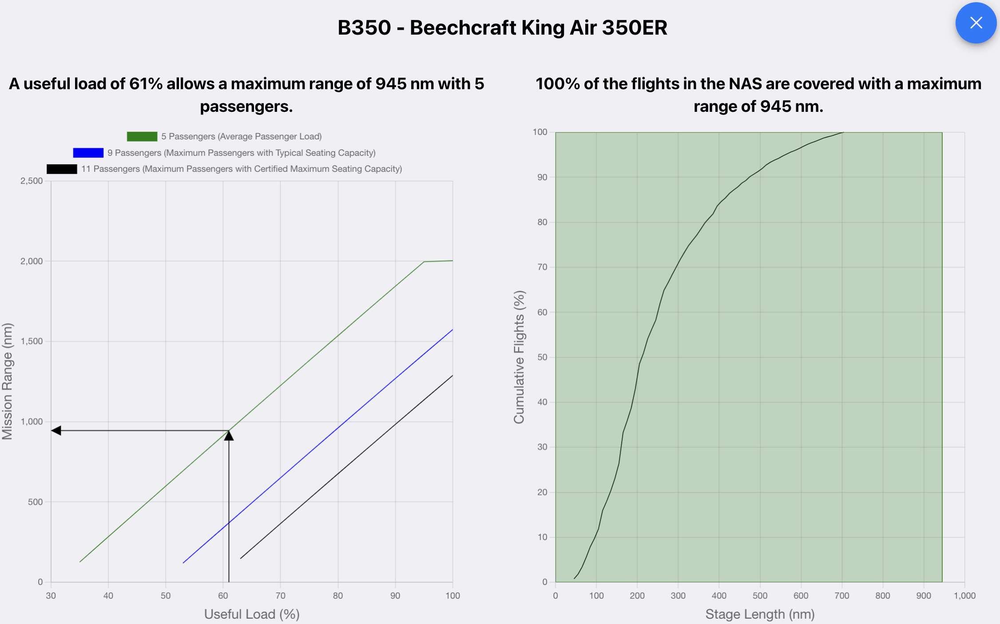 B350 - Beechcraft King Air 350ER
A useful load of 61% allows a maximum range of 945 nm with 5
passengers.
5 Passengers (Average Passenger Load)
9 Passengers (Maximum Passengers with Typical Seating Capacity)
11 Passengers (Maximum Passengers with Certified Maximum Seating Capacity)
2,500
2,000
1,500
1,000
500
0
Mission Range (nm)
30 40 50 60 70 80 90 100
Useful Load (%)
100% of the flights in the NAS are covered with a maximum
range of 945 nm.
100
90
80
70
60
50
40
30
20
10
0
Cumulative Flights (%)
0 100 200 300 400 500 600 700 800 900 1,000
Stage Length (nm)